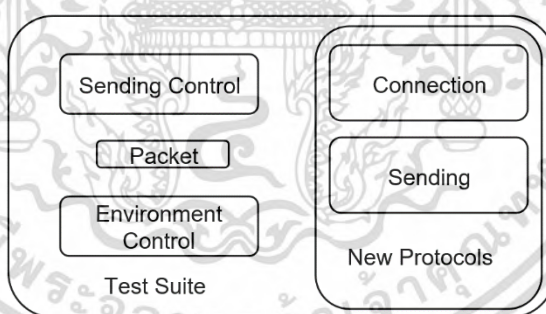 Sending Control
Packet
Environment
Control
Test Suite
Connection
Sending
New Protocols